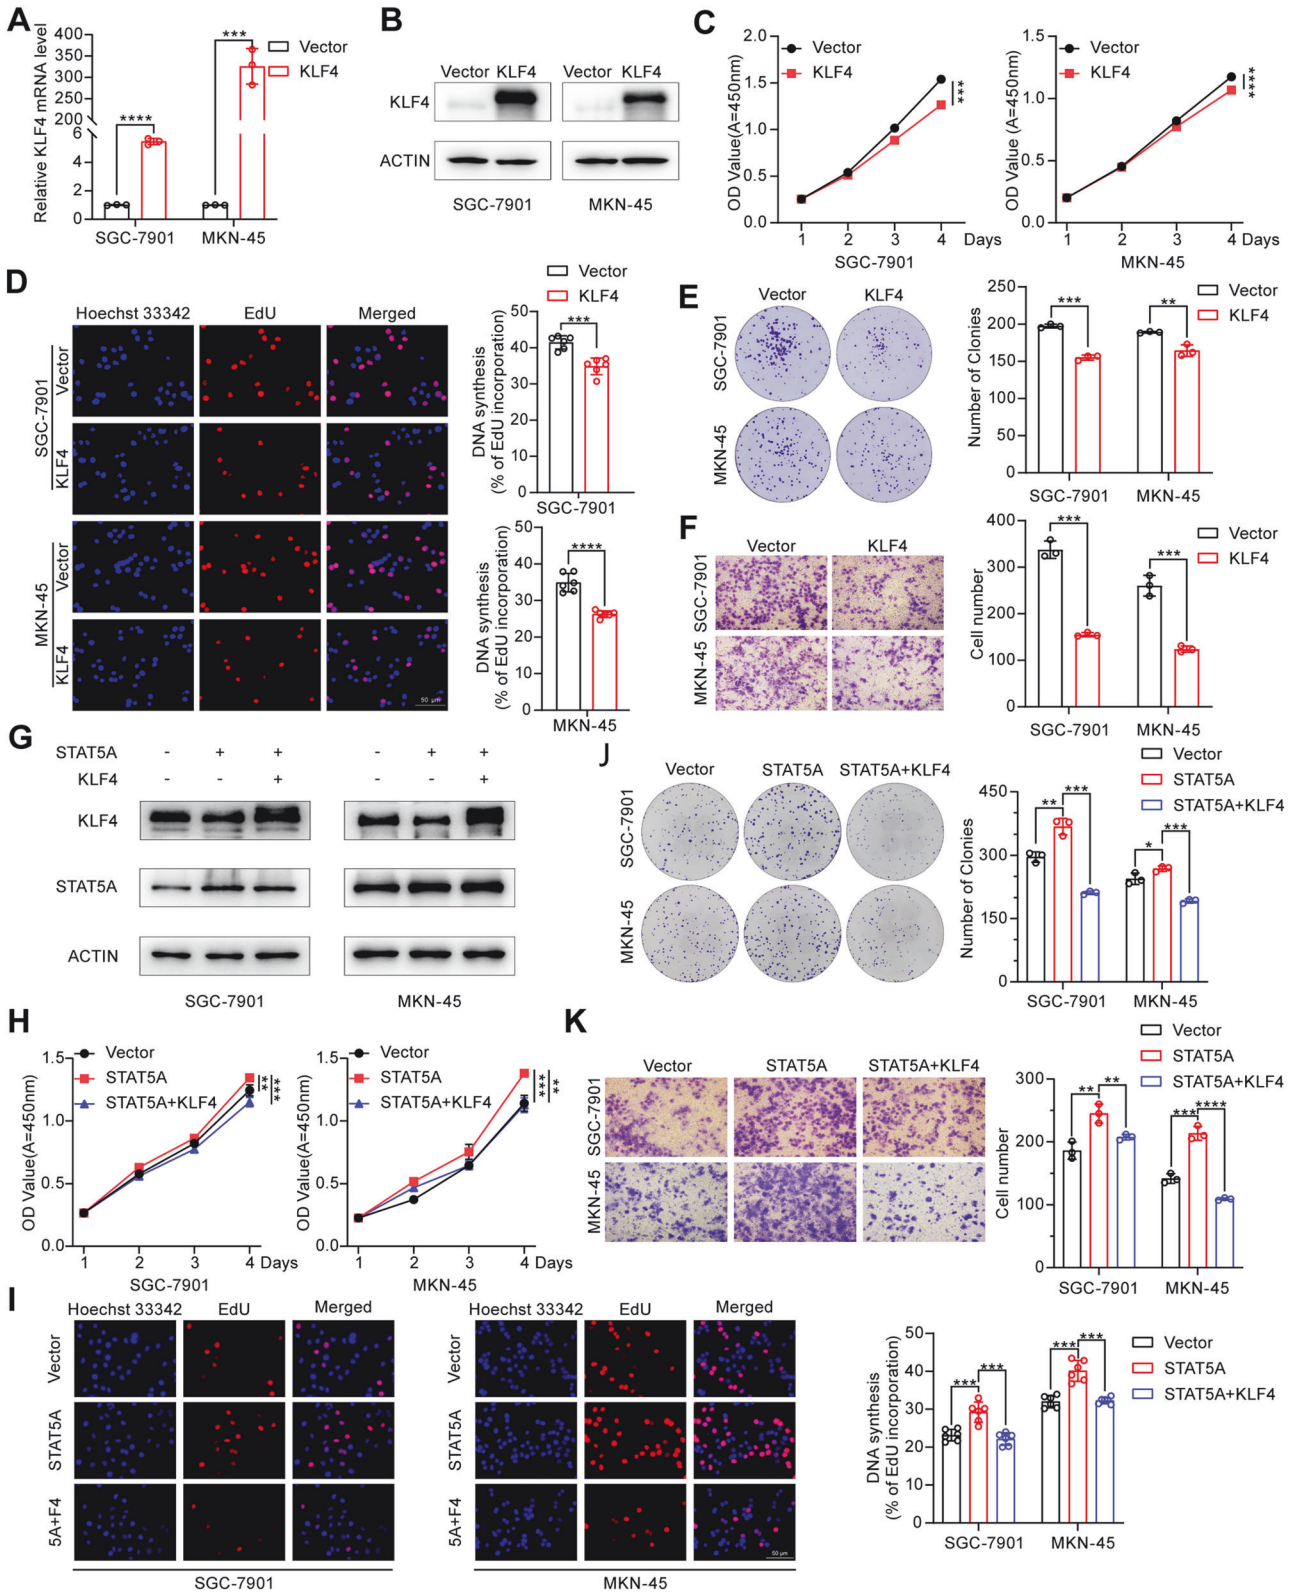 A
Relative KLF4 mRNA level
400
350
300
250
200
6
4
2
0
***
****
Vector
KLF4
SGC-7901
MKN-45
B
Vector KLF4
Vector KLF4
KLF4
ACTIN
SGC-7901
MKN-45
C
OD Value(A=450nm)
2.0
1.5
1.0
0.5
0.0
Vector
KLF4
***
1 2 3 4 Days
SGC-7901
OD Value (A=450nm)
1.5
1.0
0.5
0.0
Vector
KLF4
****
1 2 3 4 Days
MKN-45
D
Hoechst 33342 EdU Merged
SGC-7901
Vector
KLF4
MKN-45
Vector
KLF4
50 μm
Vector
KLF4
DNA synthesis
(% of EdU incorporation)
50
40
30
20
10
0
***
SGC-7901
DNA synthesis
(% of EdU incorporation)
50
40
30
20
10
0
****
MKN-45
E
Vector KLF4
SGC-7901
MKN-45
Number of Clonies
250
200
150
100
50
0
***
**
Vector
KLF4
SGC-7901
MKN-45
F
Vector KLF4
SGC-7901
MKN-45
Cell number
400
300
200
100
0
***
***
Vector
KLF4
SGC-7901
MKN-45
G
STAT5A - + + - + +
KLF4 - - + - - +
KLF4
STAT5A
ACTIN
SGC-7901
MKN-45
J
Vector STAT5A STAT5A+KLF4
SGC-7901
MKN-45
Number of Clonies
450
300
150
0
**
***
*
***
Vector
STAT5A
STAT5A+KLF4
SGC-7901
MKN-45
H
OD Value(A=450nm)
1.5
1.0
0.5
0.0
Vector
STAT5A
STAT5A+KLF4
**
***
1 2 3 4 Days
SGC-7901
OD Value(A=450nm)
1.5
1.0
0.5
0.0
Vector
STAT5A
STAT5A+KLF4
***
**
1 2 3 4 Days
MKN-45
K
Vector STAT5A STAT5A+KLF4
SGC-7901
MKN-45
Cell number
300
200
100
0
**
**
***
****
Vector
STAT5A
STAT5A+KLF4
SGC-7901
MKN-45
I
Hoechst 33342 EdU Merged
Vector
STAT5A
5A+F4
SGC-7901
Hoechst 33342 EdU Merged
Vector
STAT5A
5A+F4
50 μm
MKN-45
DNA synthesis
(% of EdU incorporation)
50
40
30
20
10
0
***
***
***
***
Vector
STAT5A
STAT5A+KLF4
SGC-7901
MKN-45